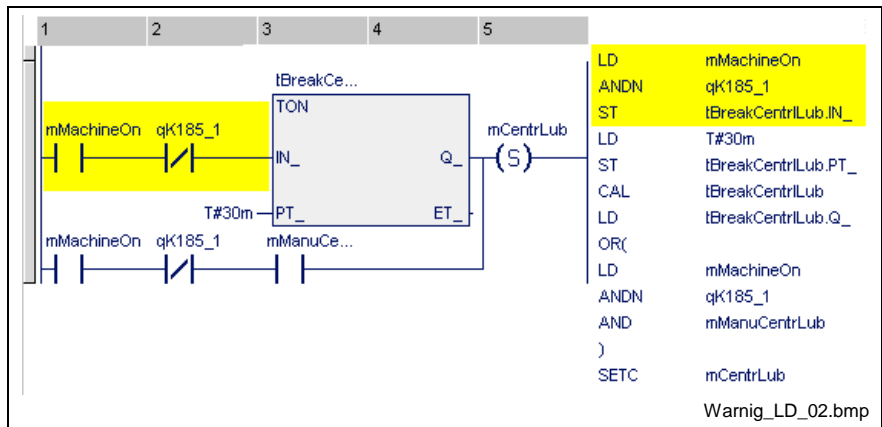 1 2 3 4 5
tBreakCe...
TON
mMachineOn qK185_1
mCentrLub
IN_ Q_
(S)
T#30m PT_ ET_
mMachineOn qK185_1 mManuCe...
LD mMachineOn
ANDN qK185_1
ST tBreakCentrlLub.IN_
LD T#30m
ST tBreakCentrlLub.PT_
CAL tBreakCentrlLub
LD tBreakCentrlLub.Q_
OR(
LD mMachineOn
ANDN qK185_1
AND mManuCentrLub
)
SETC mCentrLub
Warnig_LD_02.bmp